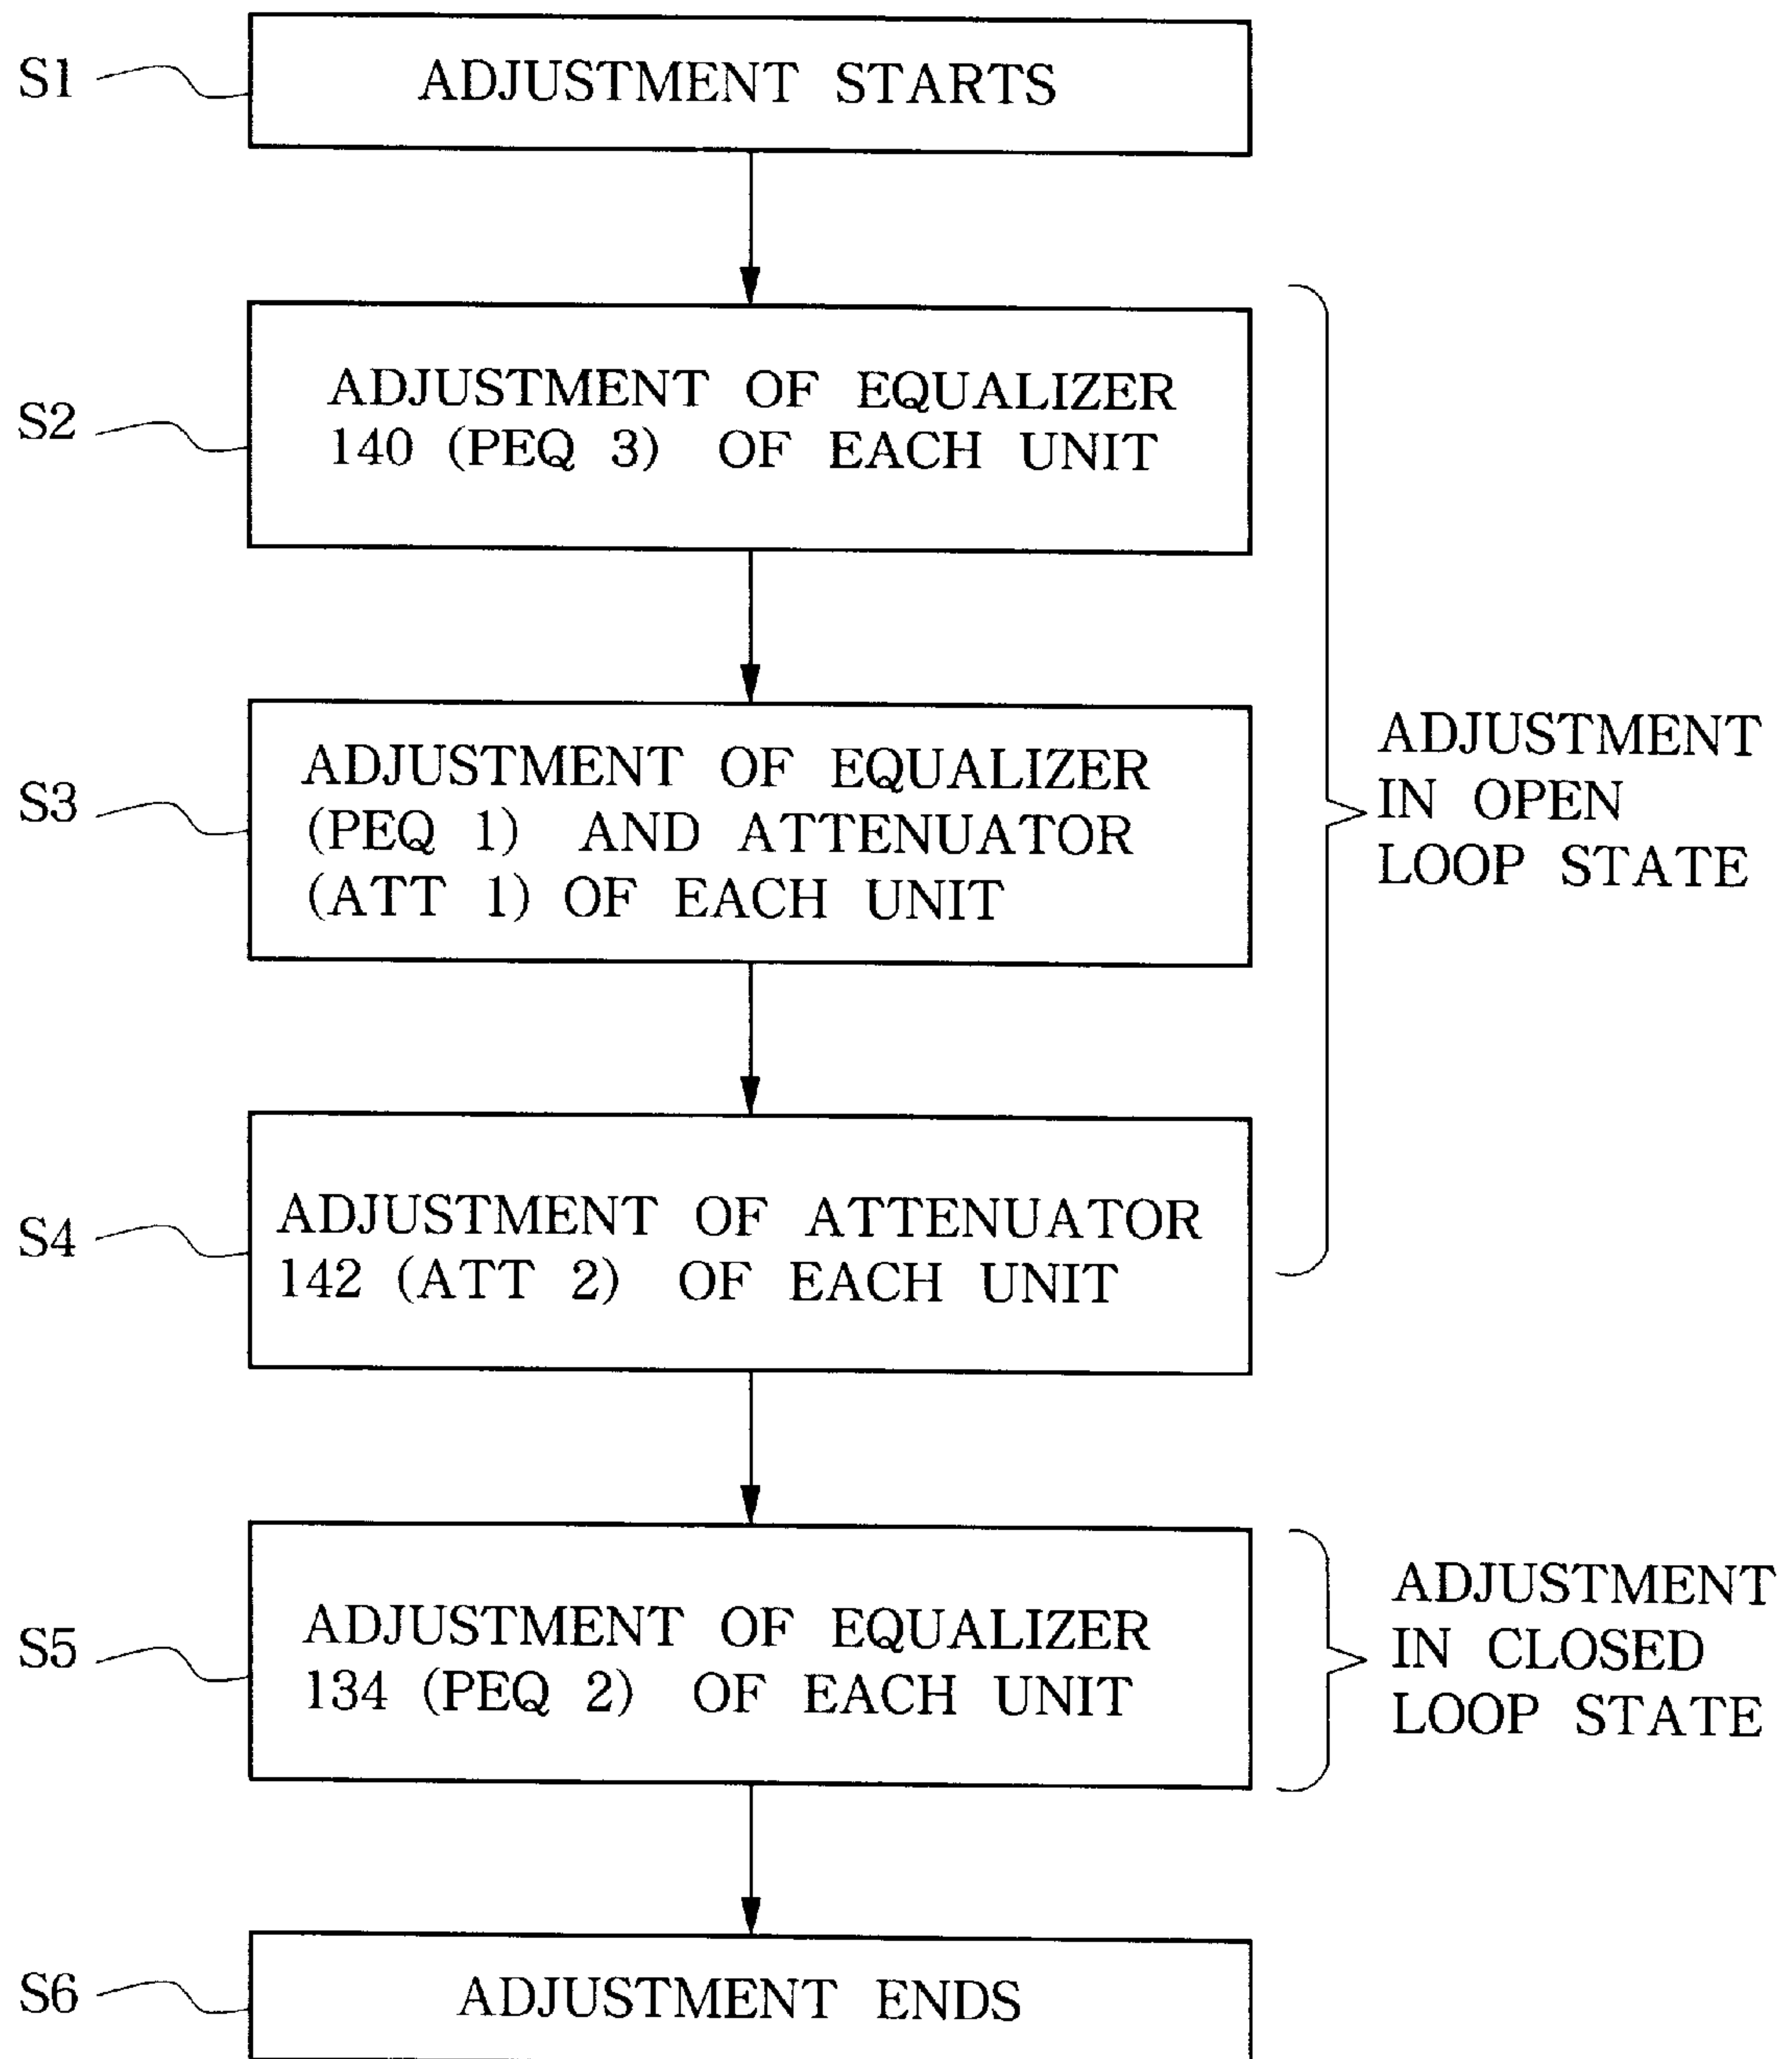 S1
ADJUSTMENT STARTS
S2
ADJUSTMENT OF EQUALIZER
140 (PEQ 3) OF EACH UNIT
S3
ADJUSTMENT OF EQUALIZER
(PEQ 1) AND ATTENUATOR
(ATT 1) OF EACH UNIT
ADJUSTMENT
IN OPEN
LOOP STATE
S4
ADJUSTMENT OF ATTENUATOR
142 (ATT 2) OF EACH UNIT
S5
ADJUSTMENT OF EQUALIZER
134 (PEQ 2) OF EACH UNIT
ADJUSTMENT
IN CLOSED
LOOP STATE
S6
ADJUSTMENT ENDS